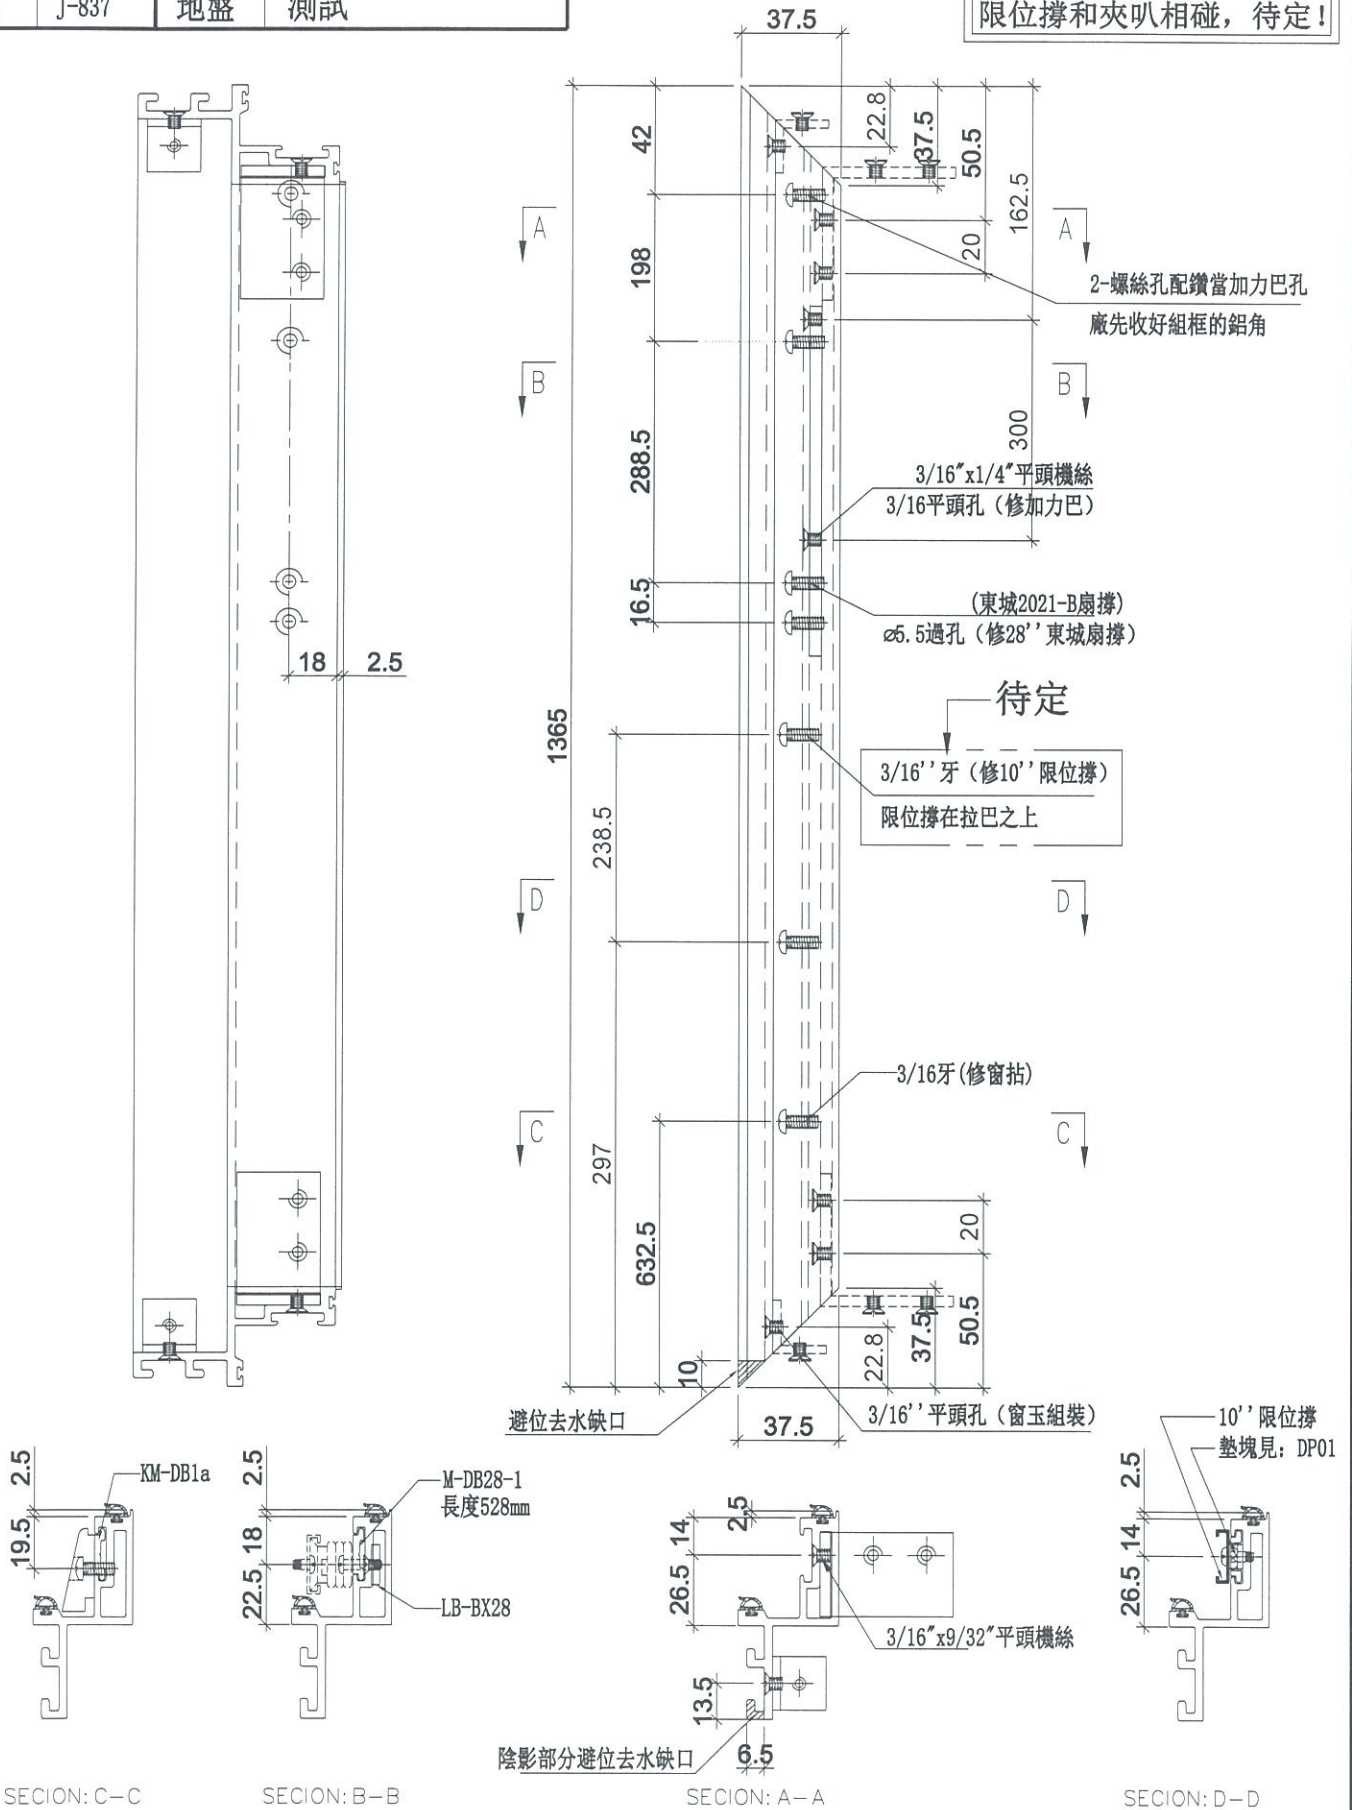 J-837
地盤
測試
限位撐和夾叭相碰，待定！
37.5
42
22.8
37.5
50.5
162.5
A
A
198
20
2-螺絲孔配鑽當加力巴孔
廠先收好組框的鋁角
B
B
288.5
300
3/16"x1/4"平頭機絲
3/16平頭孔（修加力巴）
16.5
(東城2021-B扇撐)
ø5.5過孔（修28''東城扇撐）
18
2.5
待定
1365
3/16''牙（修10''限位撐）
限位撐在拉巴之上
238.5
D
D
3/16牙(修窗拈)
C
C
297
632.5
20
50.5
37.5
22.8
10
避位去水缺口
37.5
3/16''平頭孔（窗玉組裝）
10''限位撐
墊塊見：DP01
2.5
19.5
KM-DB1a
2.5
18
22.5
M-DB28-1
長度528mm
LB-BX28
2.5
14
26.5
13.5
6.5
3/16"x9/32"平頭機絲
陰影部分避位去水缺口
2.5
14
26.5
SECION:C-C
SECION:B-B
SECION:A-A
SECION:D-D